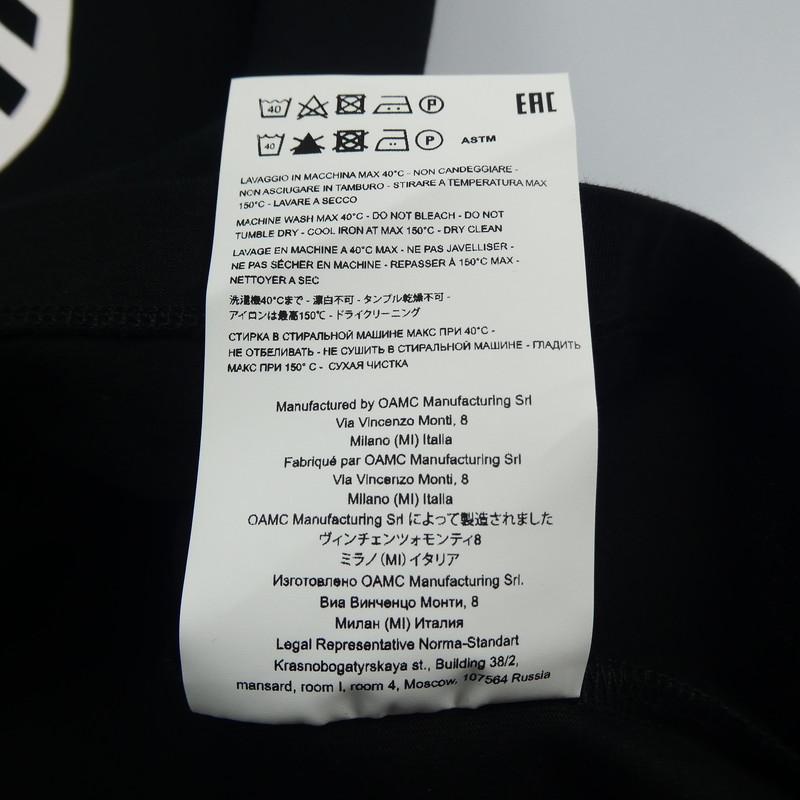 40 P EAC
40 P ASTM
LAVAGGIO IN MACCHINA MAX 40°C - NON CANDEGGIARE -
NON ASCIUGARE IN TAMBURO - STIRARE A TEMPERATURA MAX
150°C - LAVARE A SECCO
MACHINE WASH MAX 40°C - DO NOT BLEACH - DO NOT
TUMBLE DRY - COOL IRON AT MAX 150°C - DRY CLEAN
LAVAGE EN MACHINE A 40°C MAX - NE PAS JAVELLISER -
NE PAS SÉCHER EN MACHINE - REPASSER À 150°C MAX -
NETTOYER A SEC
洗濯機40°Cまで - 漂白不可 - タンブル乾燥不可 -
アイロンは最高150℃ - ドライクリーニング
СТИРКА В СТИРАЛЬНОЙ МАШИНЕ МАКС ПРИ 40°C -
НЕ ОТБЕЛИВАТЬ - НЕ СУШИТЬ В СТИРАЛЬНОЙ МАШИНЕ - ГЛАДИТЬ
МАКС ПРИ 150° C - СУХАЯ ЧИСТКА
Manufactured by OAMC Manufacturing Srl
Via Vincenzo Monti, 8
Milano (MI) Italia
Fabriqué par OAMC Manufacturing Srl
Via Vincenzo Monti, 8
Milano (MI) Italia
OAMC Manufacturing Srl によって製造されました
ヴィンチェンツォモンティ8
ミラノ(MI)イタリア
Изготовлено OAMC Manufacturing Srl.
Виа Винченцо Монти, 8
Милан (MI) Италия
Legal Representative Norma-Standart
Krasnobogatyrskaya st., Building 38/2,
mansard, room I, room 4, Moscow, 107564 Russia